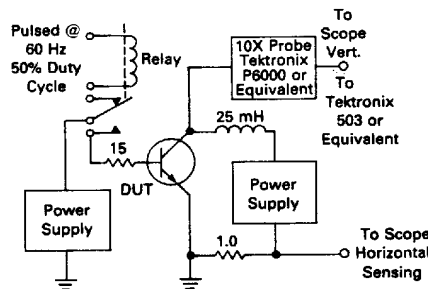 Pulsed @
60 Hz
50% Duty
Cycle
Relay
10X Probe
Tektronix
P6000 or
Equivalent
To
Scope
Vert.
To
Tektronix
503 or
Equivalent
25 mH
15
DUT
Power
Supply
Power
Supply
1.0
To Scope
Horizontal
Sensing